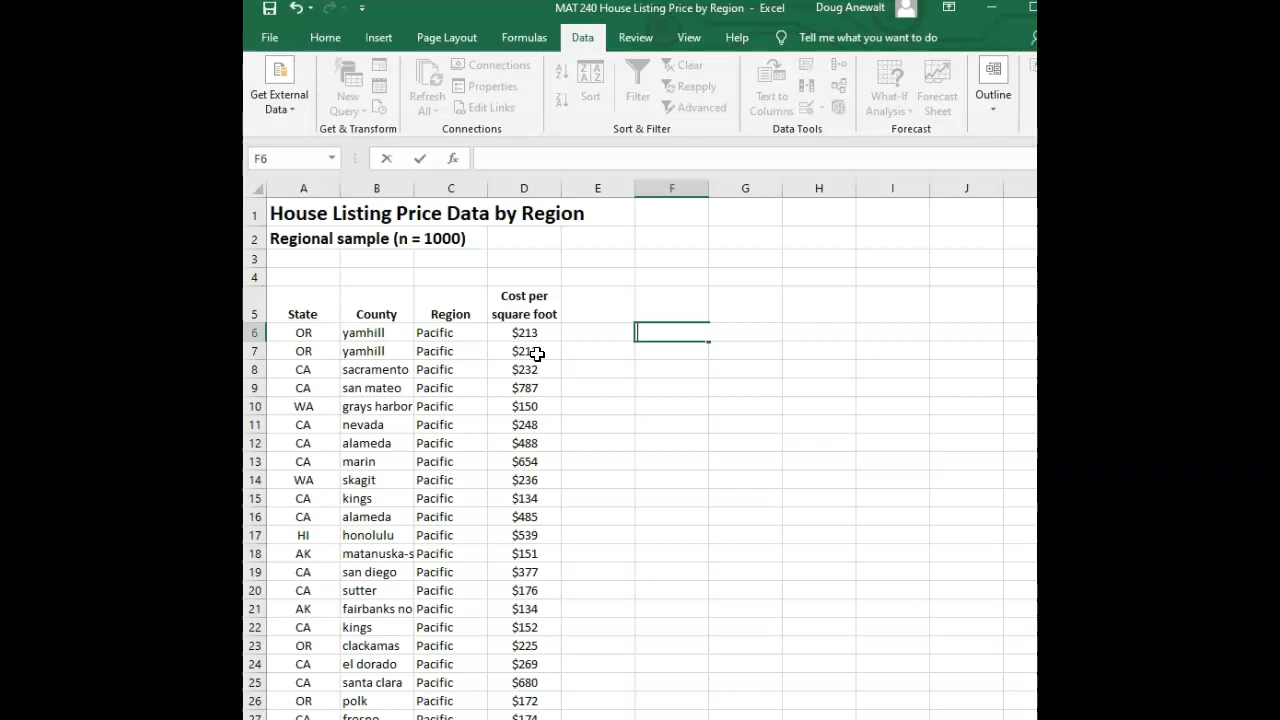 MAT 240 House Listing Price by Region - Excel
Doug Anewalt
File Home Insert Page Layout Formulas Data Review View Help Tell me what you want to do
Get External Data
New Query
Get & Transform
Refresh All
Connections
Properties
Edit Links
Connections
Sort
Filter
Clear
Reapply
Advanced
Sort & Filter
Text to Columns
Data Tools
What-If Analysis
Forecast Sheet
Forecast
Outline
F6
fx
A B C D E F G H I J
1 House Listing Price Data by Region
2 Regional sample (n = 1000)
3
4
5 State County Region Cost per square foot
6 OR yamhill Pacific $213
7 OR yamhill Pacific
8 CA sacramento Pacific $232
9 CA san mateo Pacific $787
10 WA grays harbor Pacific $150
11 CA nevada Pacific $248
12 CA alameda Pacific $488
13 CA marin Pacific $654
14 WA skagit Pacific $236
15 CA kings Pacific $134
16 CA alameda Pacific $485
17 HI honolulu Pacific $539
18 AK matanuska-s Pacific $151
19 CA san diego Pacific $377
20 CA sutter Pacific $176
21 AK fairbanks no Pacific $134
22 CA kings Pacific $152
23 OR clackamas Pacific $225
24 CA el dorado Pacific $269
25 CA santa clara Pacific $680
26 OR polk Pacific $172
27 CA fresno Pacific $174